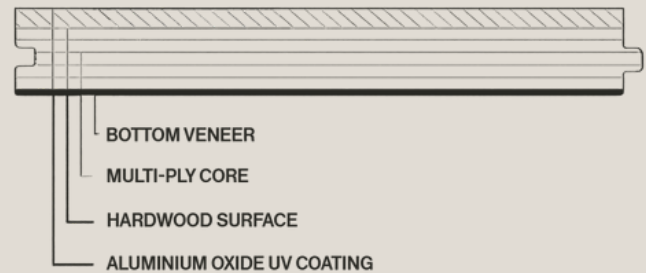 BOTTOM VENEER
MULTI-PLY CORE
HARDWOOD SURFACE
ALUMINIUM OXIDE UV COATING